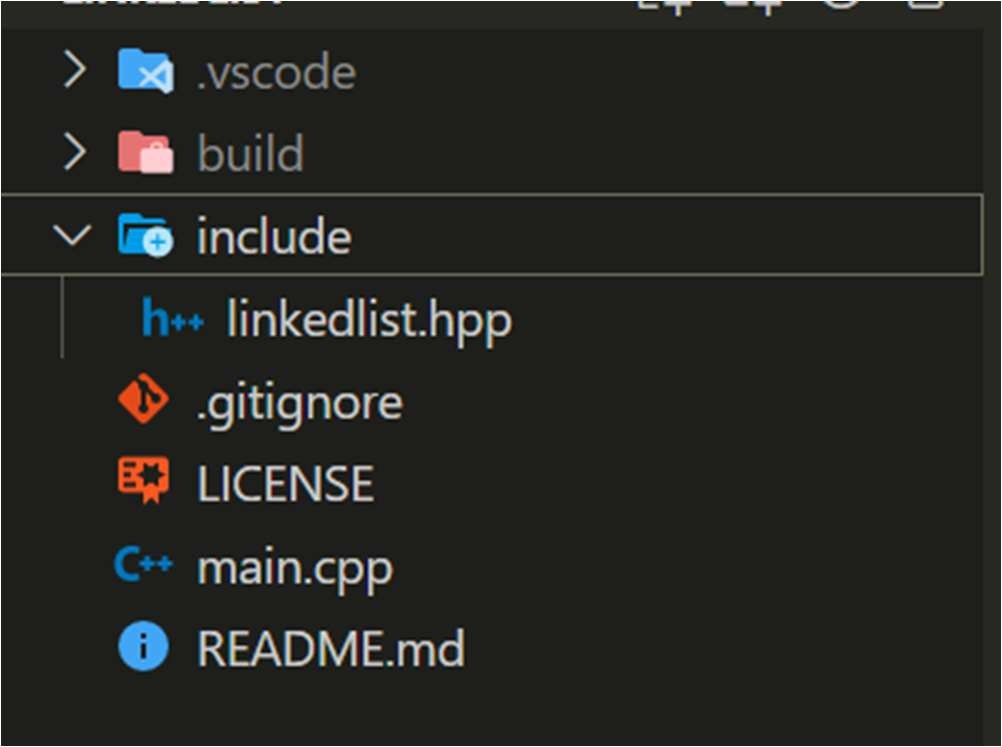 .vscode
build
include
h++ linkedlist.hpp
.gitignore
LICENSE
C++ main.cpp
README.md